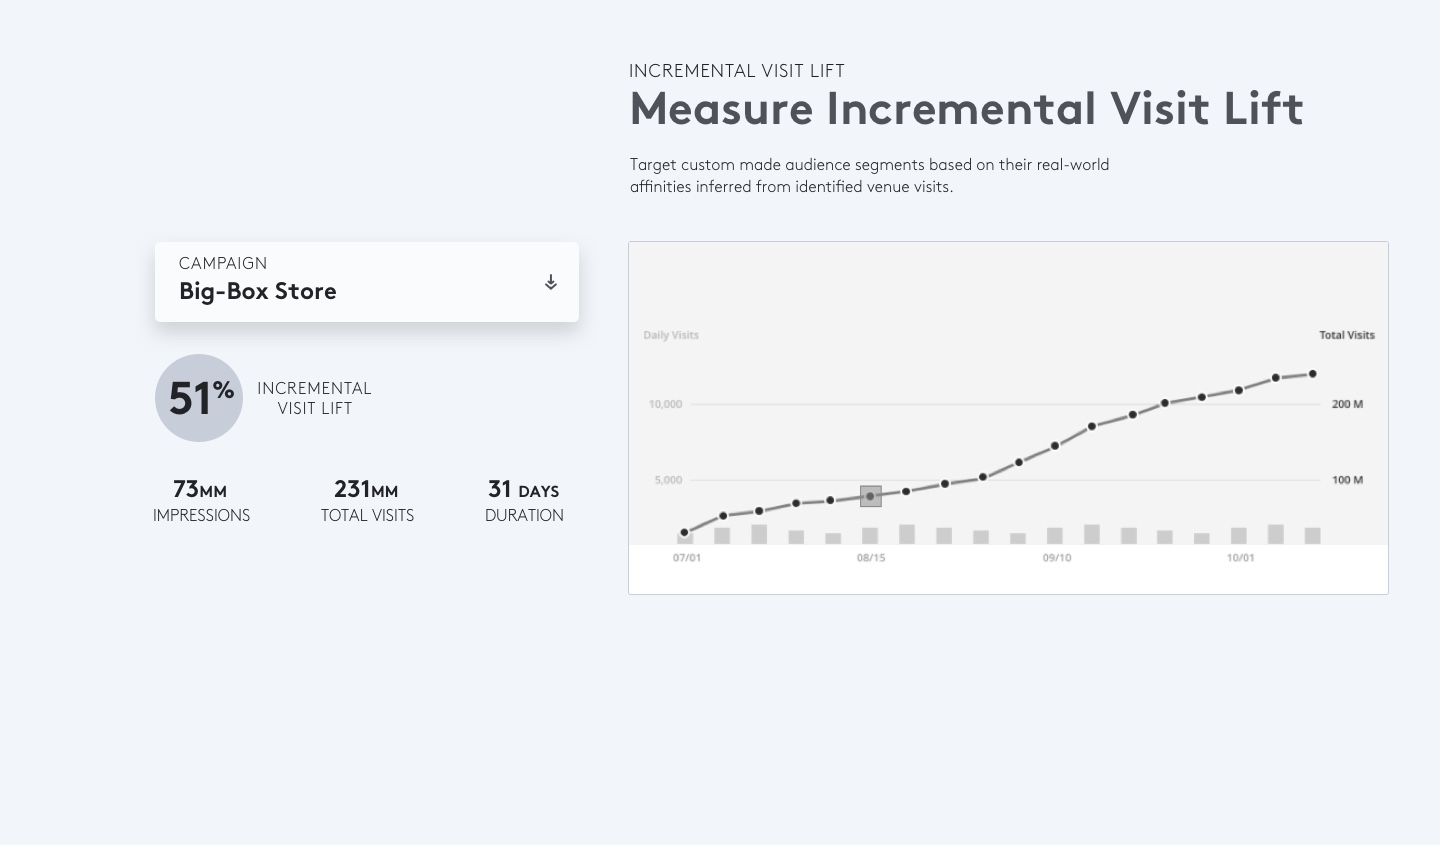 INCREMENTAL VISIT LIFT
Measure Incremental Visit Lift
Target custom made audience segments based on their real-world
affinities inferred from identified venue visits.
CAMPAIGN
Big-Box Store
51%
INCREMENTAL
VISIT LIFT
73MM
IMPRESSIONS
231MM
TOTAL VISITS
31 DAYS
DURATION
Daily Visits
Total Visits
10,000
200 M
5,000
100 M
07/01
08/15
09/10
10/01